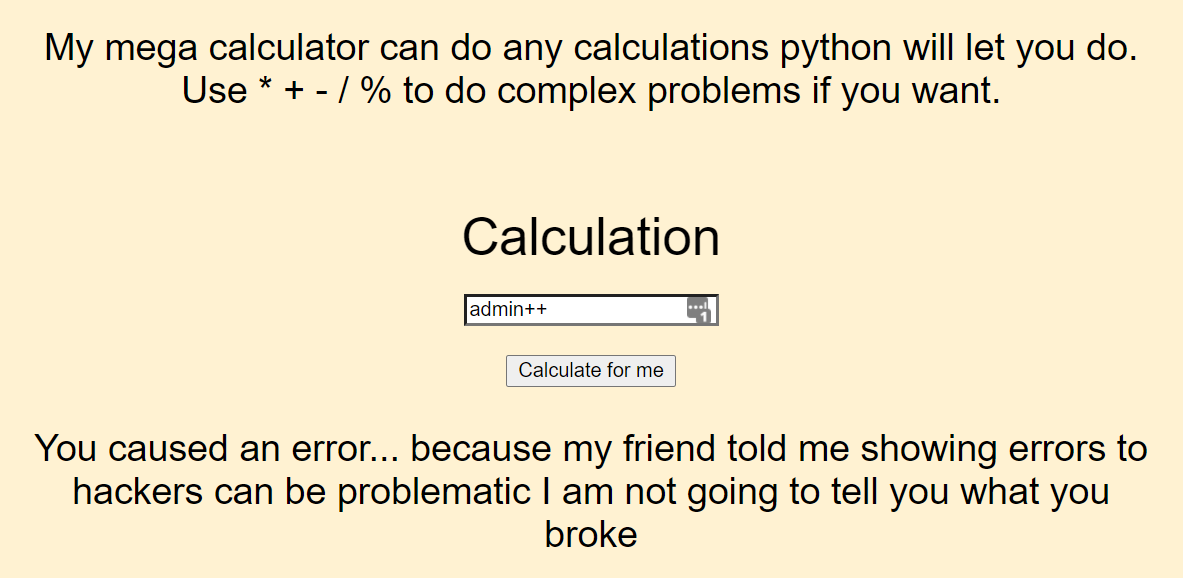 My mega calculator can do any calculations python will let you do.
Use * + - / % to do complex problems if you want.
Calculation
admin++
1
Calculate for me
You caused an error... because my friend told me showing errors to
hackers can be problematic I am not going to tell you what you
broke